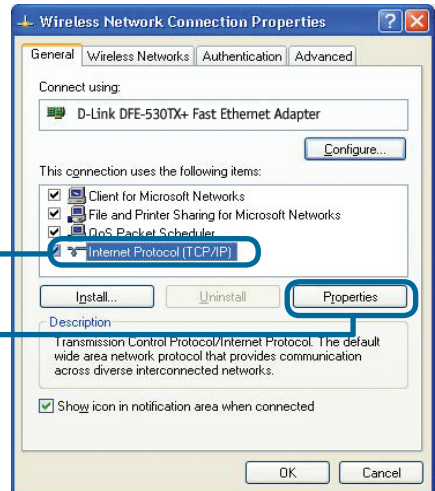 Wireless Network Connection Properties
General Wireless Networks Authentication Advanced
Connect using:
D-Link DFE-530TX+ Fast Ethernet Adapter
Configure...
This connection uses the following items:
Client for Microsoft Networks
File and Printer Sharing for Microsoft Networks
QoS Packet Scheduler
Internet Protocol (TCP/IP)
Install... Uninstall Properties
Description
Transmission Control Protocol/Internet Protocol. The default
wide area network protocol that provides communication
across diverse interconnected networks.
Show icon in notification area when connected
OK Cancel